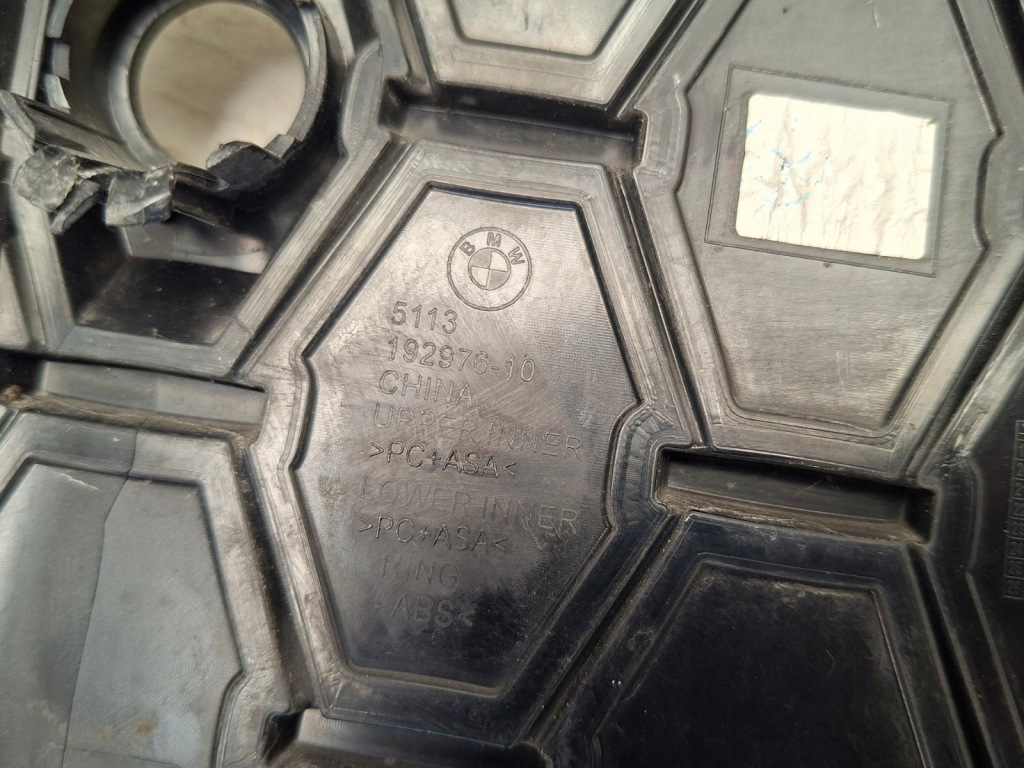 BMW
5113
192976-10
CHINA
UPPER INNER
>PC+ASA<
LOWER INNER
>PC+ASA<
RING
>ABS<